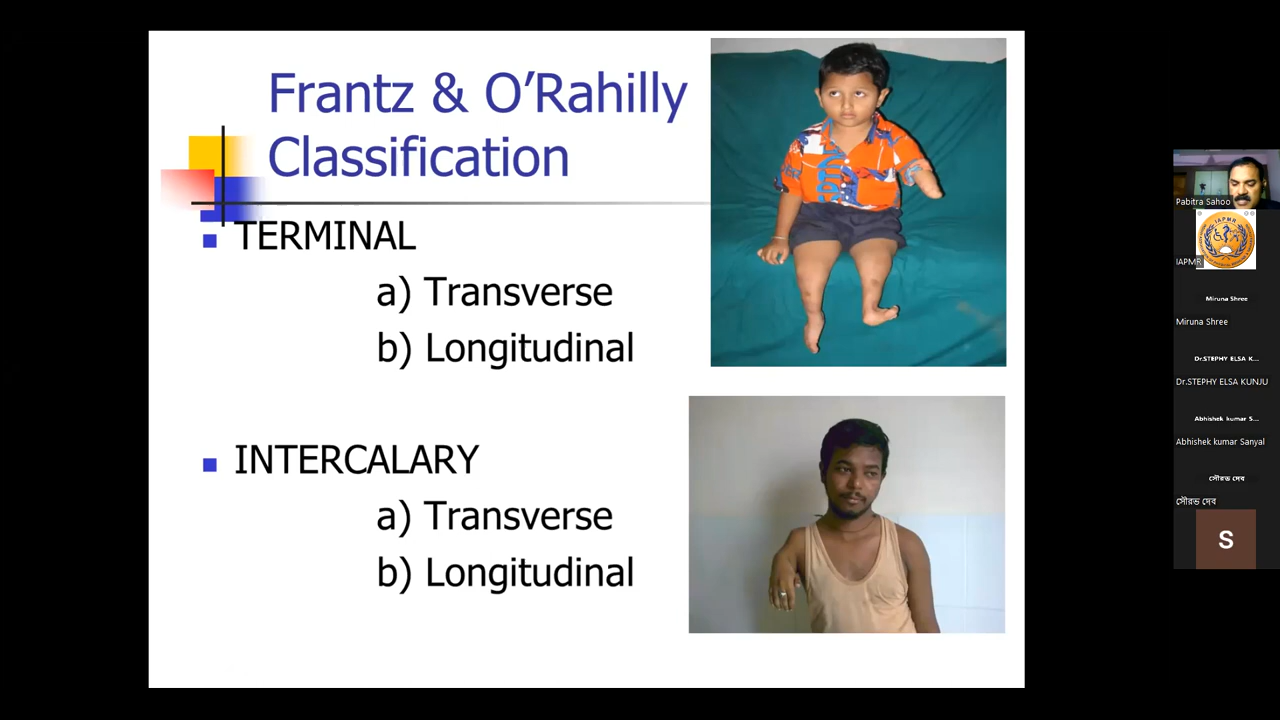 Frantz & O'Rahilly
Classification
TERMINAL
a) Transverse
b) Longitudinal
INTERCALARY
a) Transverse
b) Longitudinal
Pabitra Sahoo
IAPMR
IAPMR
Miruna Shree
Miruna Shree
Dr.STEPHY ELSA K...
Dr.STEPHY ELSA KUNJU
Abhishek kumar S...
Abhishek kumar Sanyal
সৌরভ দেব
সৌরভ দেব
S